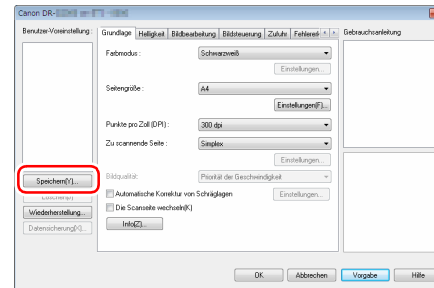 Canon DR-
Benutzer-Voreinstellung :
Grundlage Helligkeit Bildbearbeitung Bildsteuerung Zufuhr
Gebrauchsanleitung
Farbmodus :
Schwarzweiß
Einstellungen...
Seitengröße :
A4
Einstellungen(F)...
Punkte pro Zoll (DPI) :
300 dpi
Zu scannende Seite :
Simplex
Einstellungen...
Bildqualität:
Priorität der Geschwindigkeit
Speichern(Y)...
Automatische Korrektur von Schräglagen
Einstellungen...
Die Scanseite wechseln(K)
Wiederherstellung...
Info(Z)...
Datensicherung(X)...
OK Abbrechen Vorgabe Hilfe